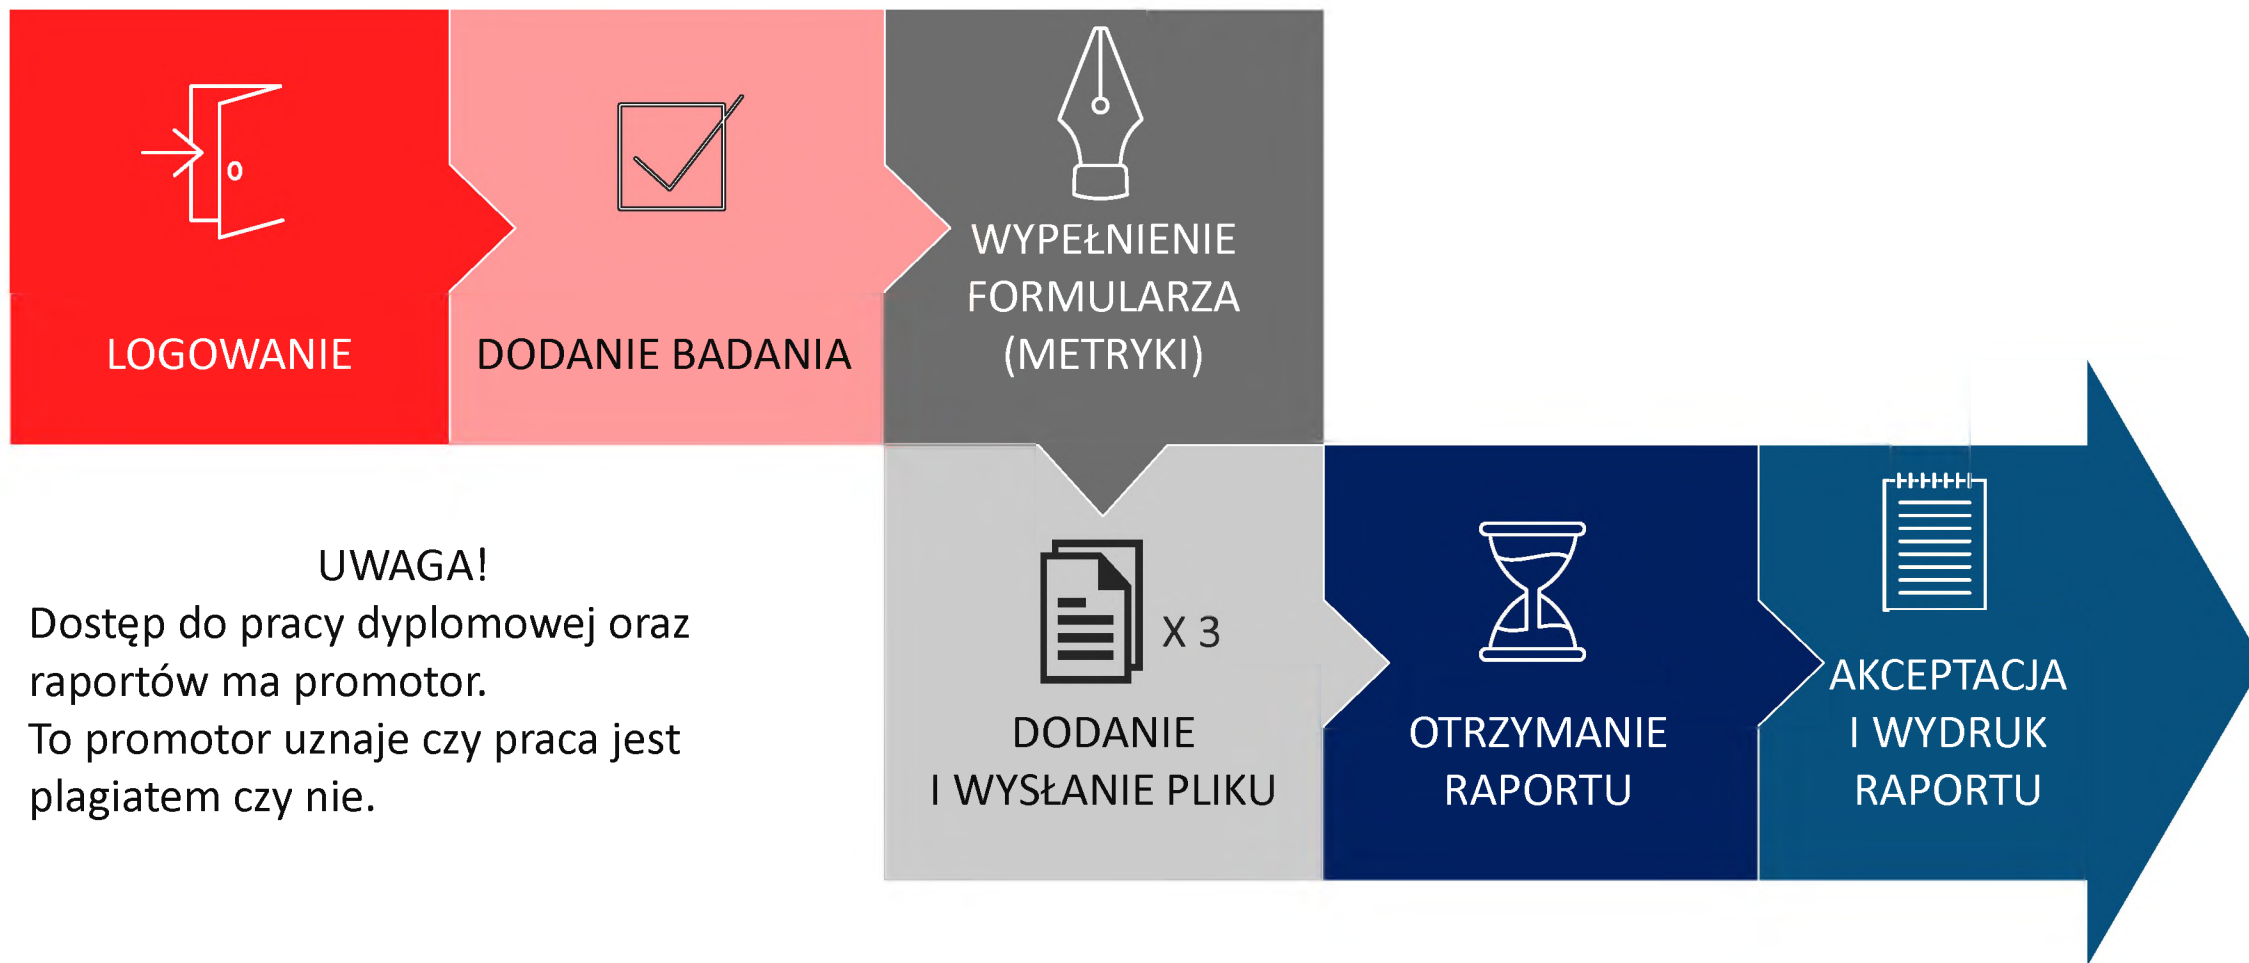 LOGOWANIE
DODANIE BADANIA
WYPEŁNIENIE
FORMULARZA
(METRYKI)
UWAGA!
Dostęp do pracy dyplomowej oraz
raportów ma promotor.
To promotor uznaje czy praca jest
plagiatem czy nie.
X 3
DODANIE
I WYSŁANIE PLIKU
OTRZYMANIE
RAPORTU
AKCEPTACJA
I WYDRUK
RAPORTU